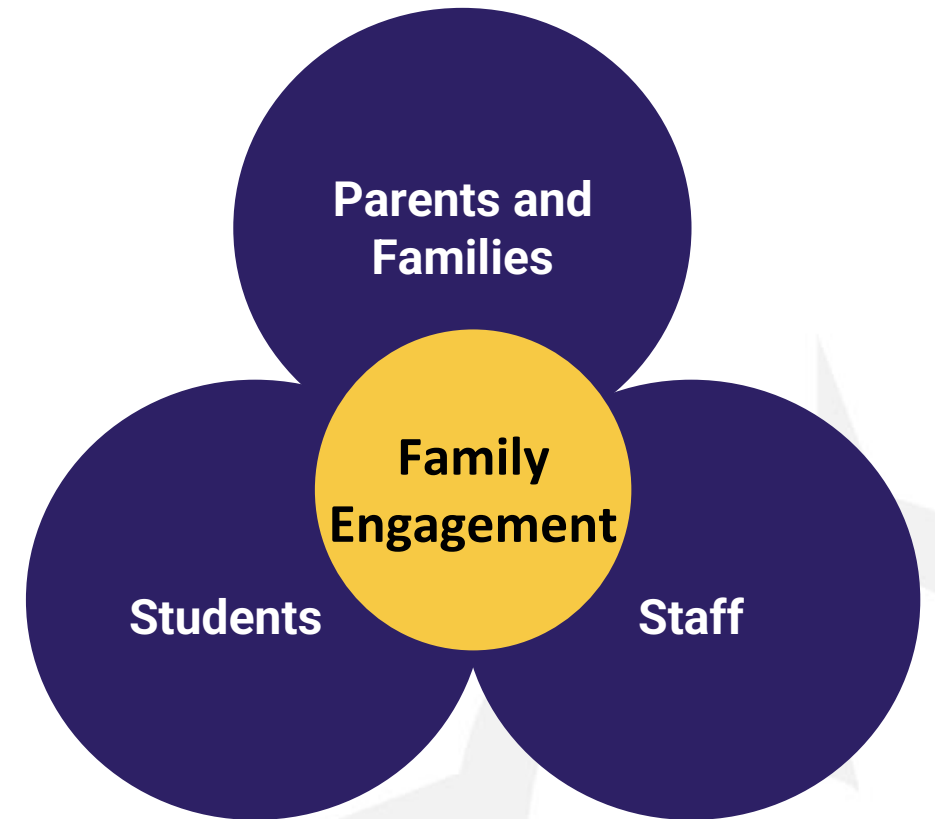 Parents and
Families
Family
Engagement
Students
Staff